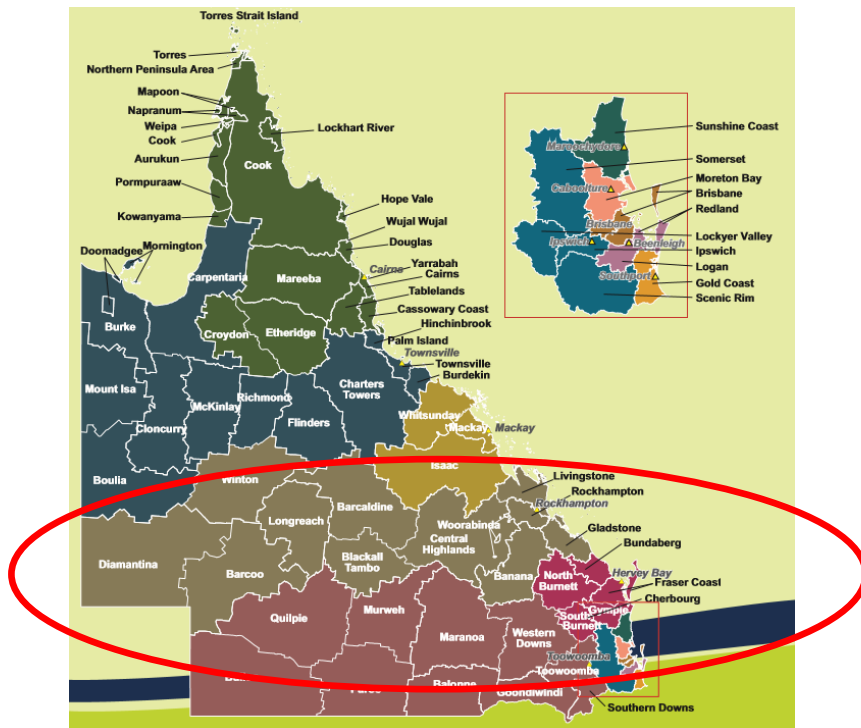 Torres Strait Island
Torres
Northern Peninsula Area
Mapoon
Napranum
Weipa
Cook
Aurukun
Pormpuraaw
Kowanyama
Lockhart River
Cook
Hope Vale
Wujal Wujal
Douglas
Doomadgee
Mornington
Carpentaria
Mareeba
Cairns
Yarrabah
Cairns
Tablelands
Cassowary Coast
Hinchinbrook
Palm Island
Townsville
Townsville
Burdekin
Burke
Croydon
Etheridge
Mount Isa
Cloncurry
McKinlay
Richmond
Flinders
Charters
Towers
Whitsunday
Mackay
Mackay
Boulia
Winton
Isaac
Livingstone
Rockhampton
Rockhampton
Gladstone
Bundaberg
Diamantina
Longreach
Barcaldine
Woorabinda
Central
Highlands
Barcoo
Blackall
Tambo
Banana
North
Burnett
Hervey Bay
Fraser Coast
Cherbourg
Gympie
South
Burnett
Quilpie
Murweh
Maranoa
Western
Downs
Toowoomba
Toowoomba
Balonne
Goondiwindi
Southern Downs
Sunshine Coast
Maroochydore
Somerset
Moreton Bay
Caboolture
Brisbane
Redland
Brisbane
Lockyer Valley
Ipswich
Beenleigh
Ipswich
Logan
Southport
Gold Coast
Scenic Rim